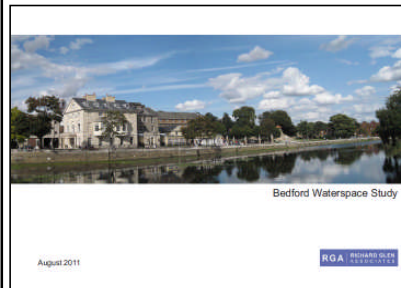 Bedford Waterspace Study
August 2011
RGA RICHARD GLEN
ASSOCIATES